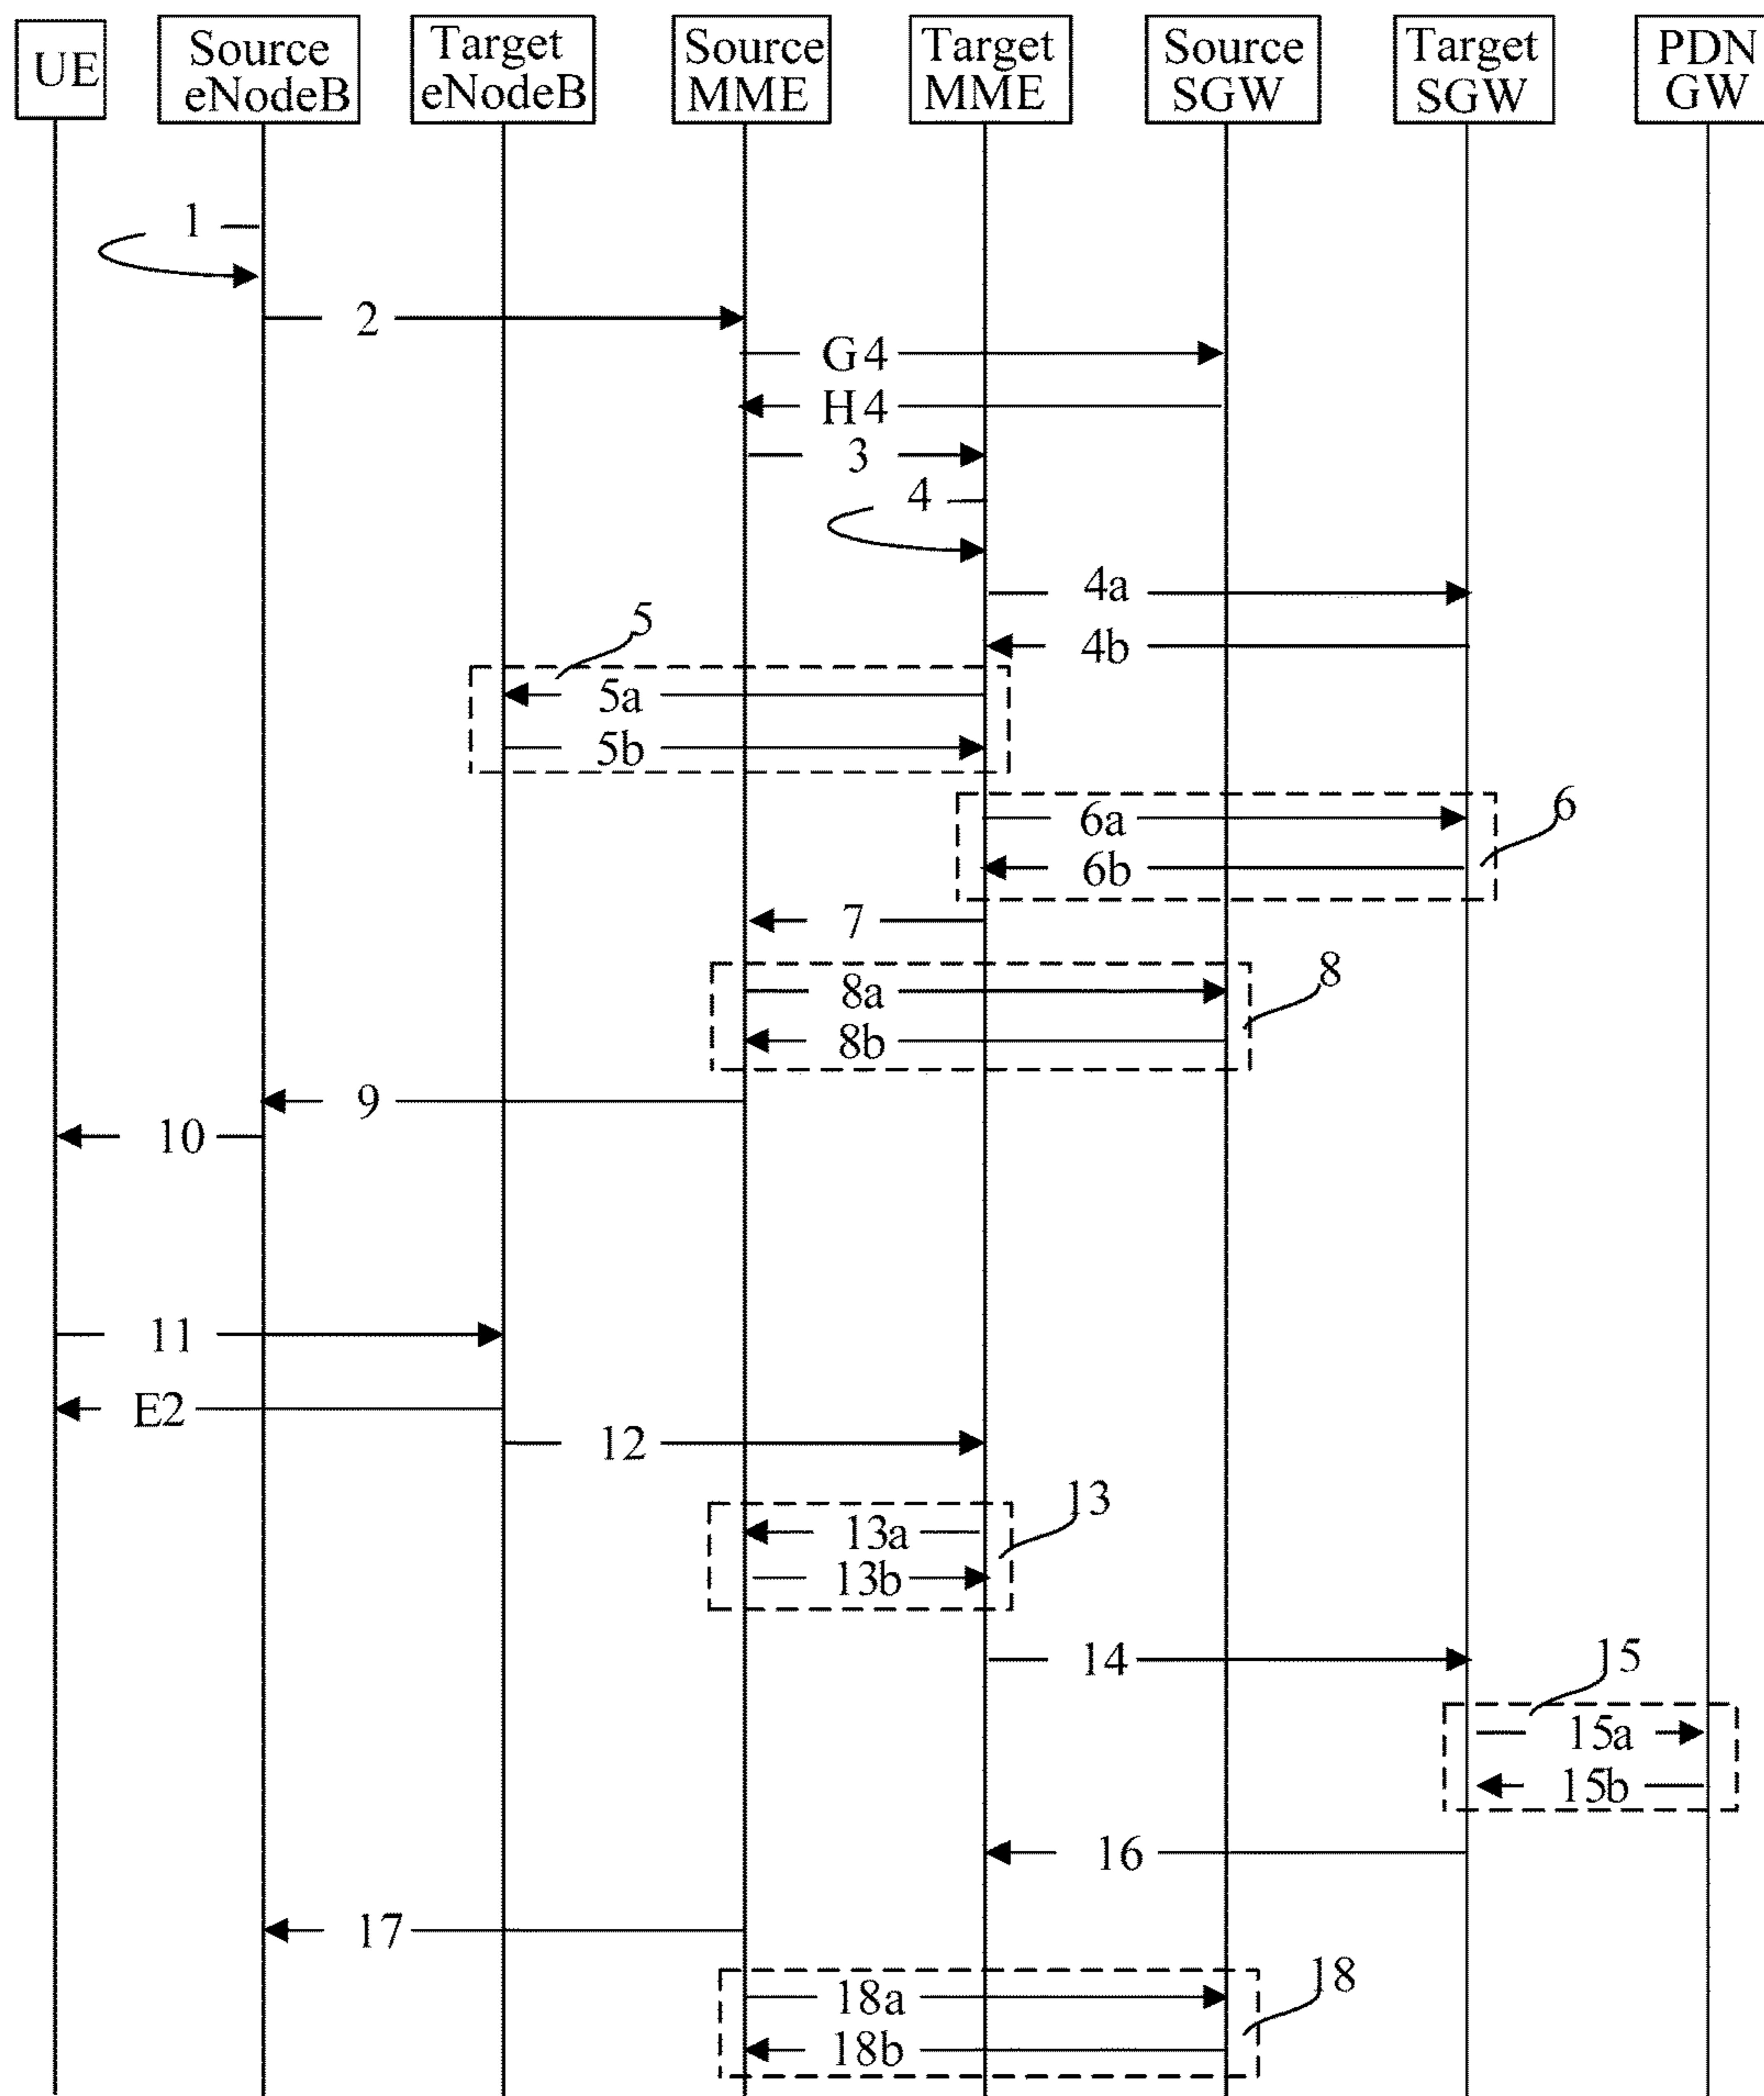 UE
Source
eNodeB
Target
eNodeB
Source
MME
Target
MME
Source
SGW
Target
SGW
PDN
GW
1
2
G4
H4
3
4
4a
4b
5
5a
5b
6
6a
6b
7
8
8a
8b
9
10
11
E2
12
13
13a
13b
14
15
15a
15b
16
17
18
18a
18b